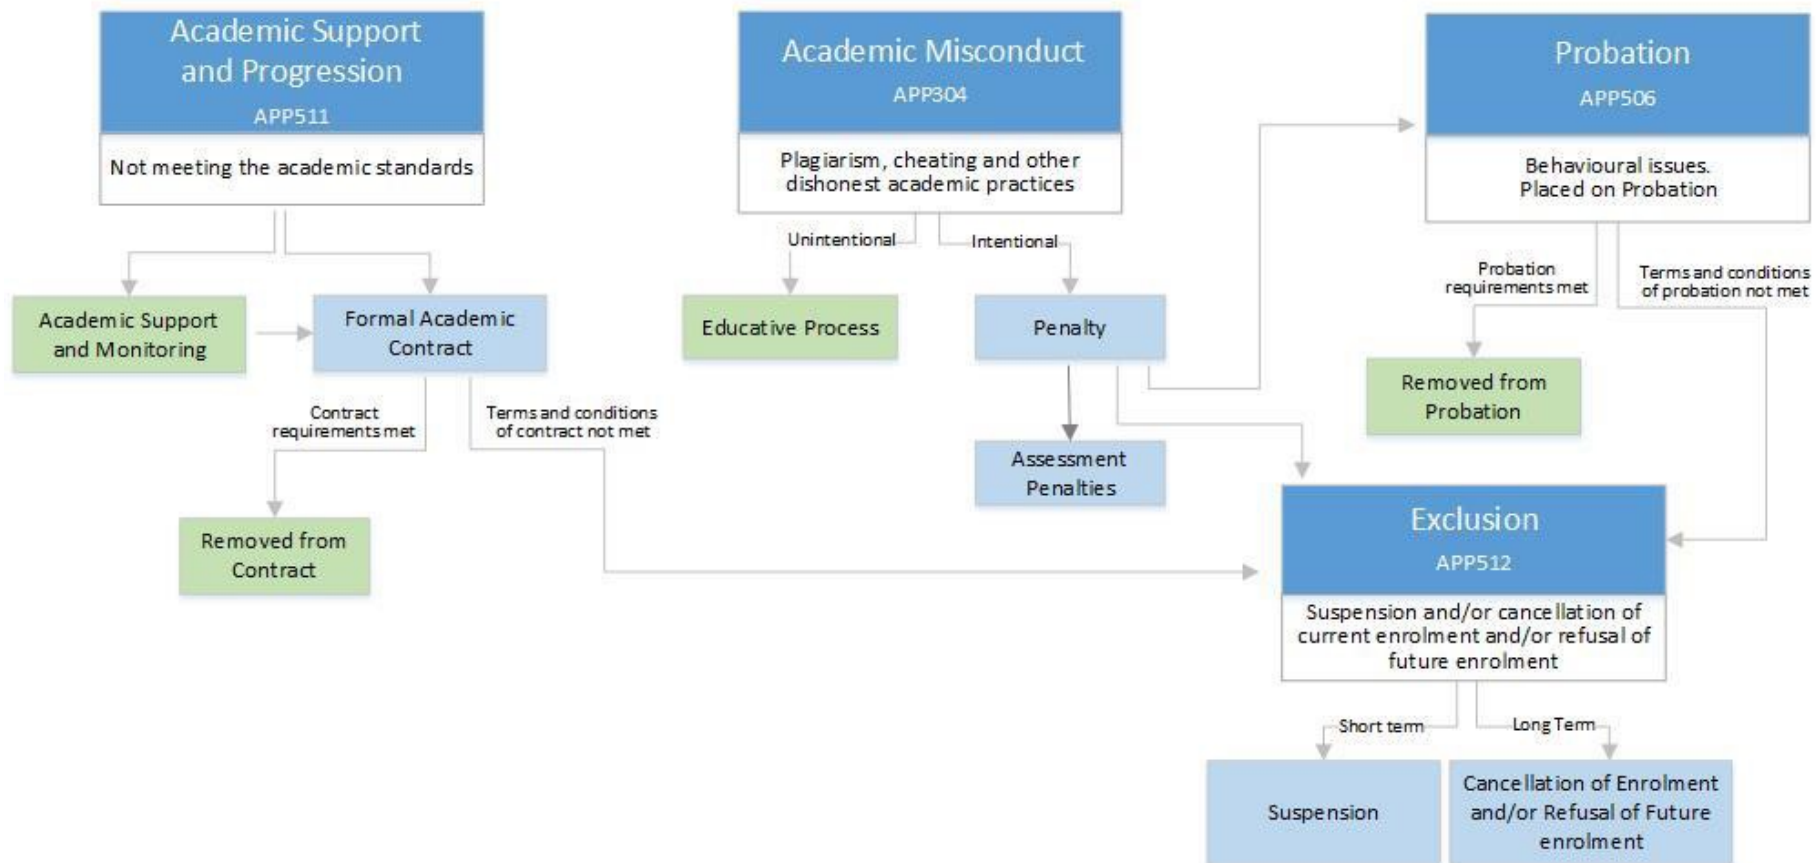 Academic Support
and Progression
APP511
Not meeting the academic standards
Academic Support
and Monitoring
Formal Academic
Contract
Contract
requirements met
Terms and conditions
of contract not met
Removed from
Contract
Academic Misconduct
APP304
Plagiarism, cheating and other
dishonest academic practices
Unintentional
Intentional
Educative Process
Penalty
Assessment
Penalties
Probation
APP506
Behavioural issues.
Placed on Probation
Probation
requirements met
Terms and conditions
of probation not met
Removed from
Probation
Exclusion
APP512
Suspension and/or cancellation of
current enrolment and/or refusal of
future enrolment
Short term
Long Term
Suspension
Cancellation of Enrolment
and/or Refusal of Future
enrolment